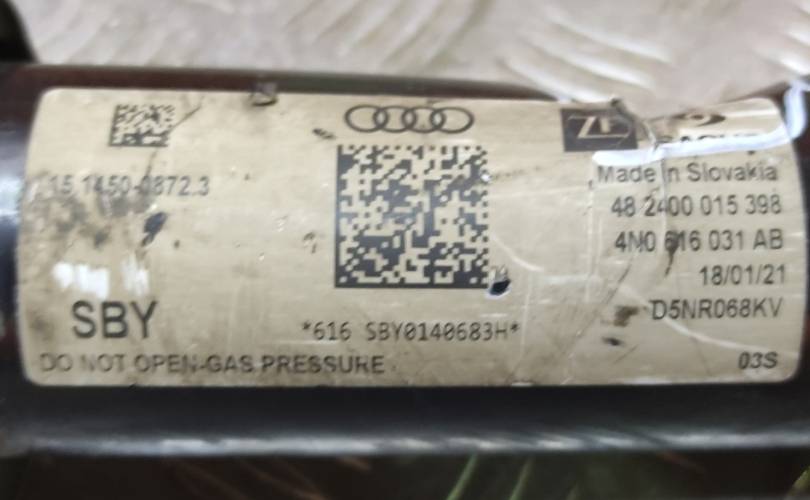 ZF
Made in Slovakia
15.1450-0872.3
48 2400 015 398
4N0 616 031 AB
18/01/21
SBY
D5NR068KV
*616 SBY0140683H*
DO NOT OPEN-GAS PRESSURE
03S